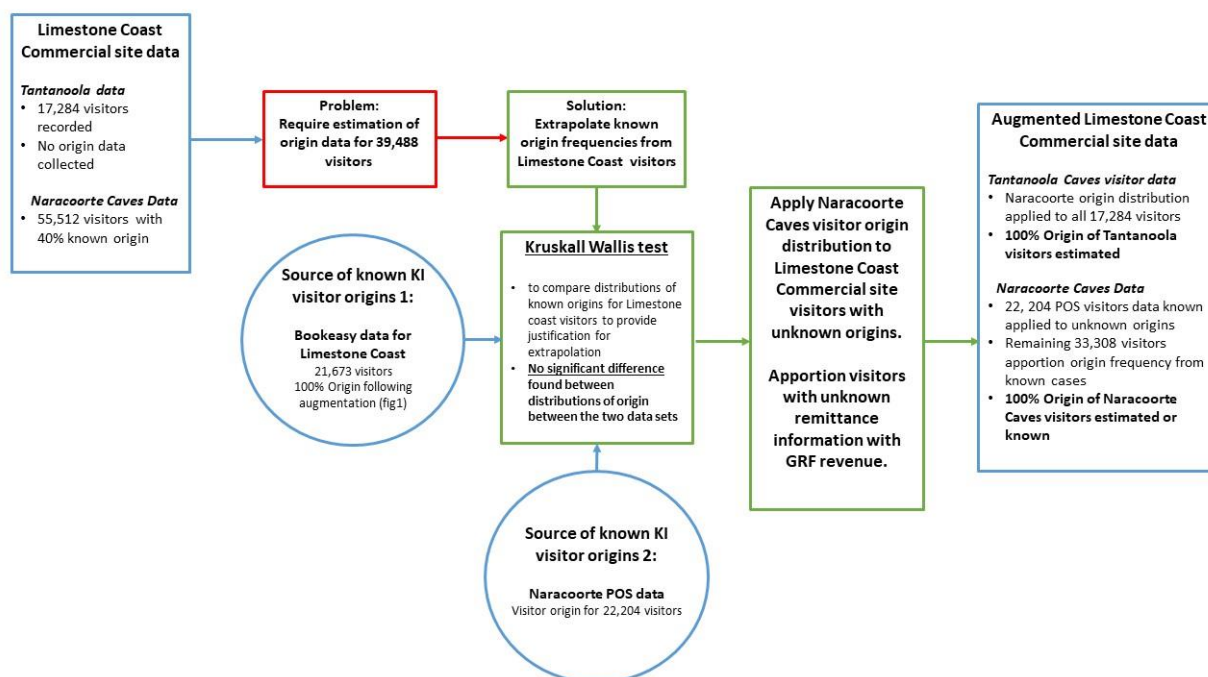 Limestone Coast
Commercial site data
Tantanoola data
• 17,284 visitors
recorded
• No origin data
collected
Naracoorte Caves Data
• 55,512 visitors with
40% known origin
Problem:
Require estimation of
origin data for 39,488
visitors
Solution:
Extrapolate known
origin frequencies from
Limestone Coast visitors
Source of known KI
visitor origins 1:
Bookeasy data for
Limestone Coast
21,673 visitors
100% Origin following
augmentation (fig1)
Kruskall Wallis test
• to compare distributions of
known origins for Limestone
coast visitors to provide
justification for
extrapolation
• No significant difference
found between
distributions of origin
between the two data sets
Source of known KI
visitor origins 2:
Naracoorte POS data
Visitor origin for 22,204 visitors
Apply Naracoorte
Caves visitor origin
distribution to
Limestone Coast
Commercial site
visitors with
unknown origins.
Apportion visitors
with unknown
remittance
information with
GRF revenue.
Augmented Limestone Coast
Commercial site data
Tantanoola Caves visitor data
• Naracoorte origin distribution
applied to all 17,284 visitors
• 100% Origin of Tantanoola
visitors estimated
Naracoorte Caves Data
• 22, 204 POS visitors data known
applied to unknown origins
• Remaining 33,308 visitors
apportion origin frequency from
known cases
• 100% Origin of Naracoorte
Caves visitors estimated or
known